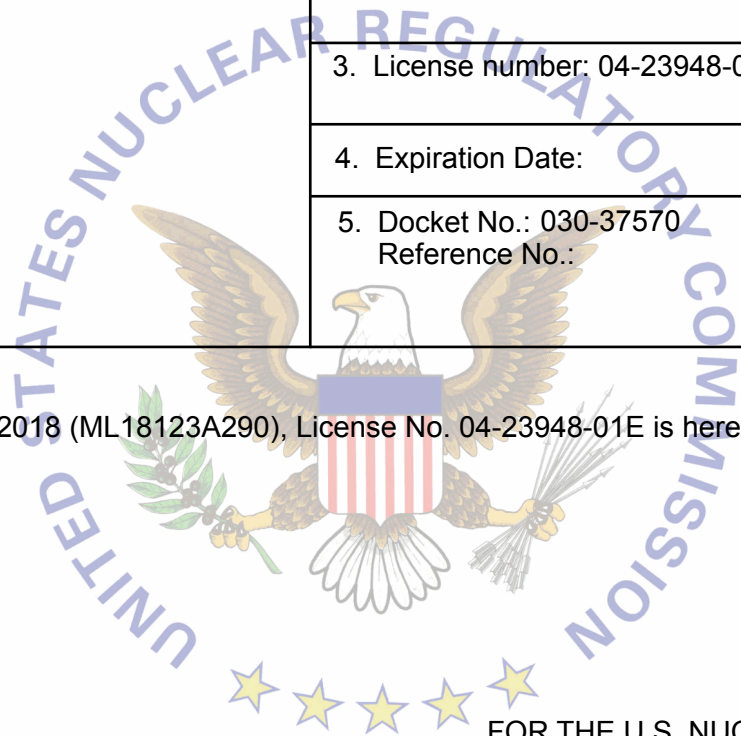 UNITED STATES NUCLEAR REGULATORY COMMISSION
3. License number: 04-23948-0
4. Expiration Date:
5. Docket No.: 030-37570
Reference No.:
2018 (ML18123A290), License No. 04-23948-01E is here
FOR THE U.S. NUC